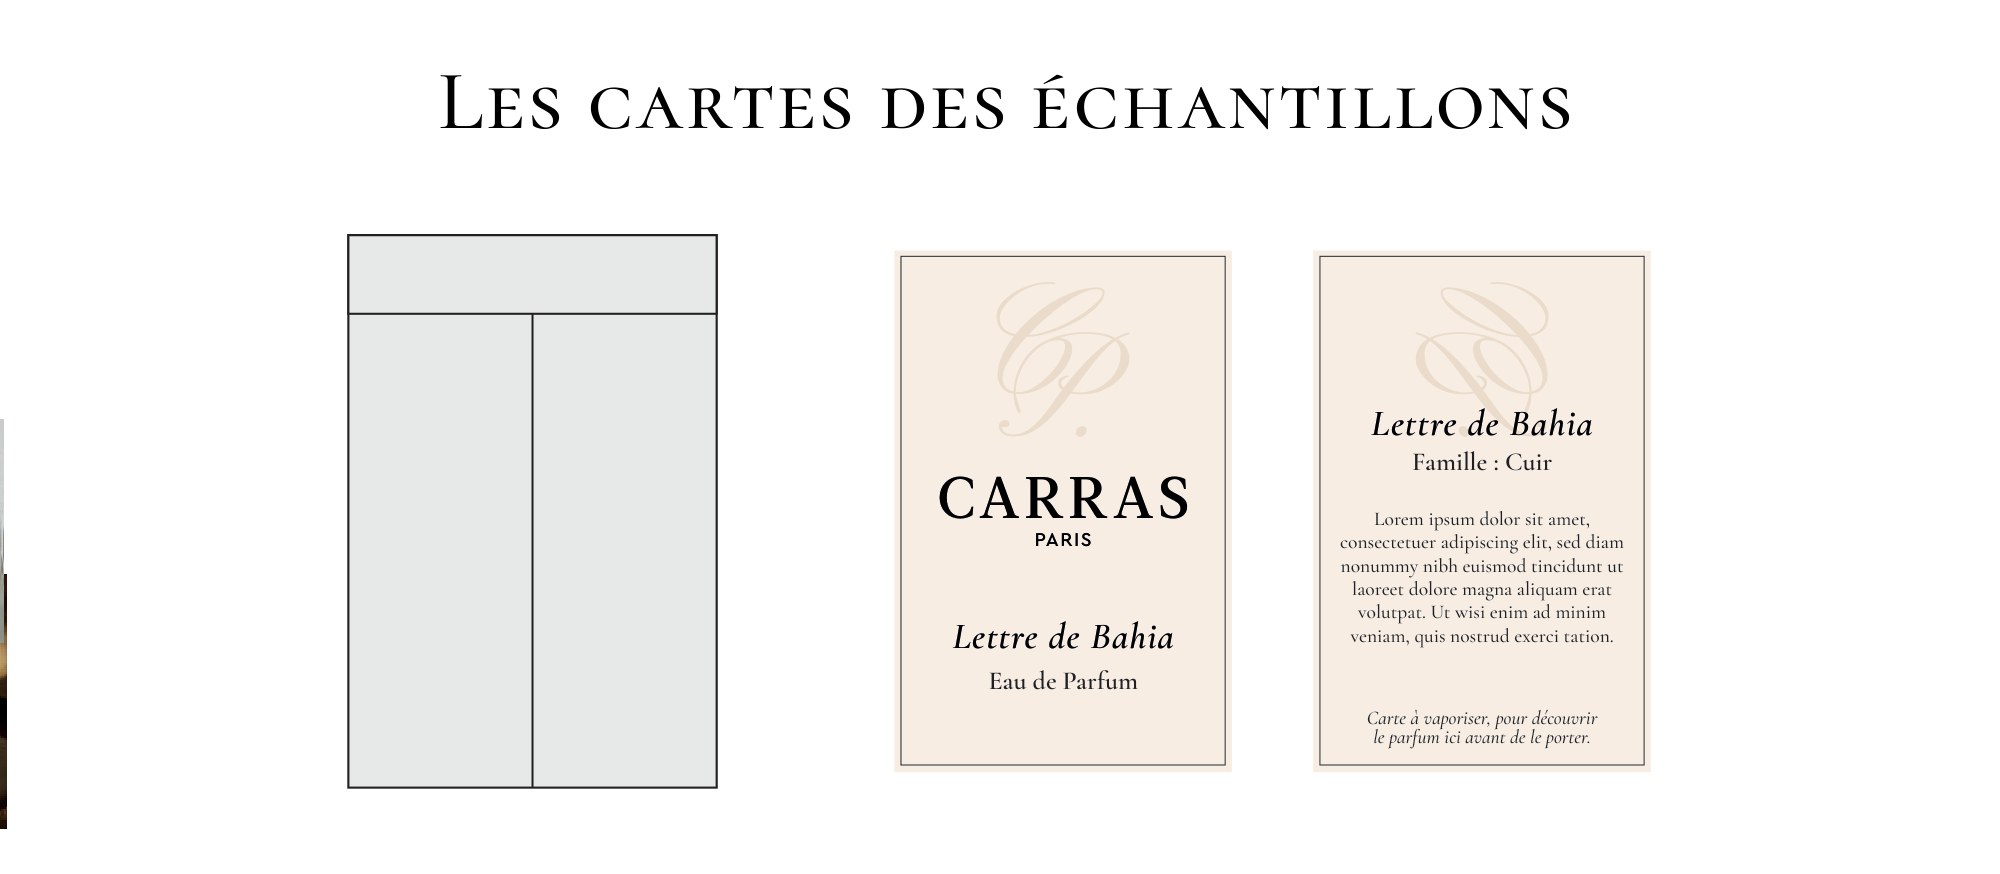 Les cartes des échantillons
CP.
CARRAS
PARIS
Lettre de Bahia
Eau de Parfum
Lettre de Bahia
Famille : Cuir
Lorem ipsum dolor sit amet,
consectetuer adipiscing elit, sed diam
nonummy nibh euismod tincidunt ut
laoreet dolore magna aliquam erat
volutpat. Ut wisi enim ad minim
veniam, quis nostrud exerci tation.
Carte à vaporiser, pour découvrir
le parfum ici avant de le porter.